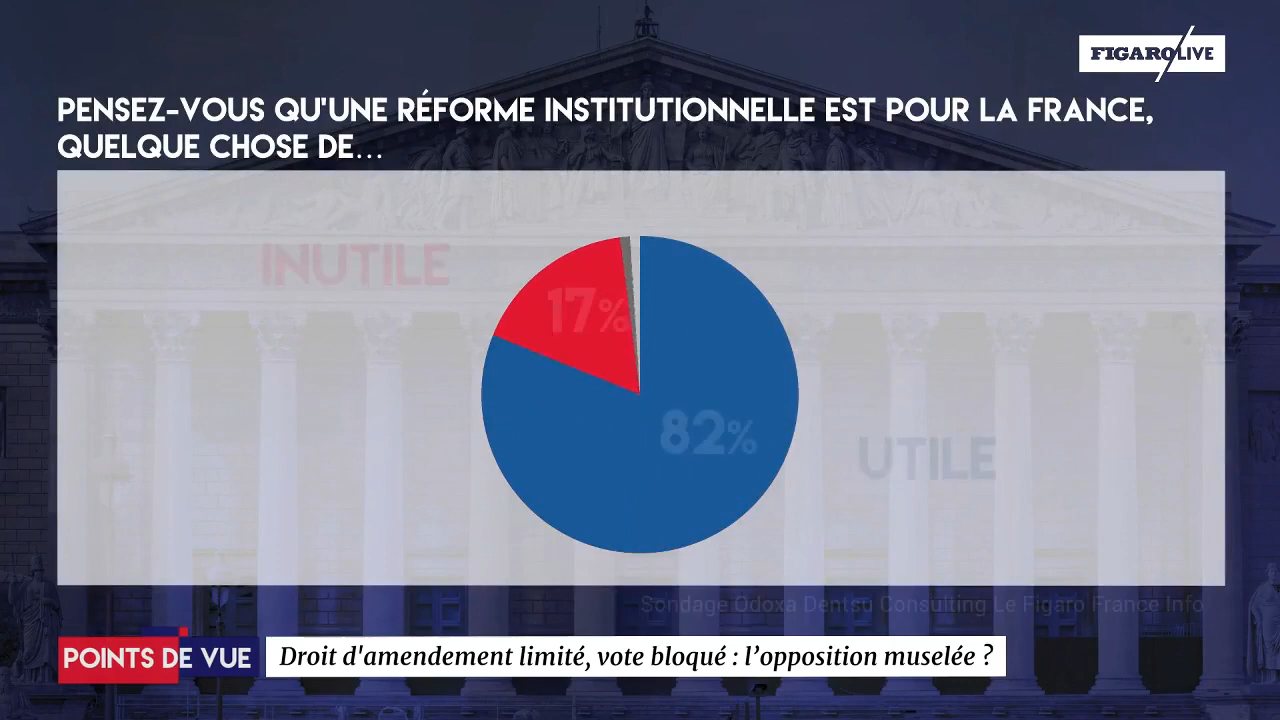 FIGARO LIVE
PENSEZ-VOUS QU'UNE RÉFORME INSTITUTIONNELLE EST POUR LA FRANCE,
QUELQUE CHOSE DE...
INUTILE
17%
82%
UTILE
Sondage Odoxa Dentsu Consulting Le Figaro France Info
POINTS DE VUE
Droit d'amendement limité, vote bloqué : l’opposition muselée ?